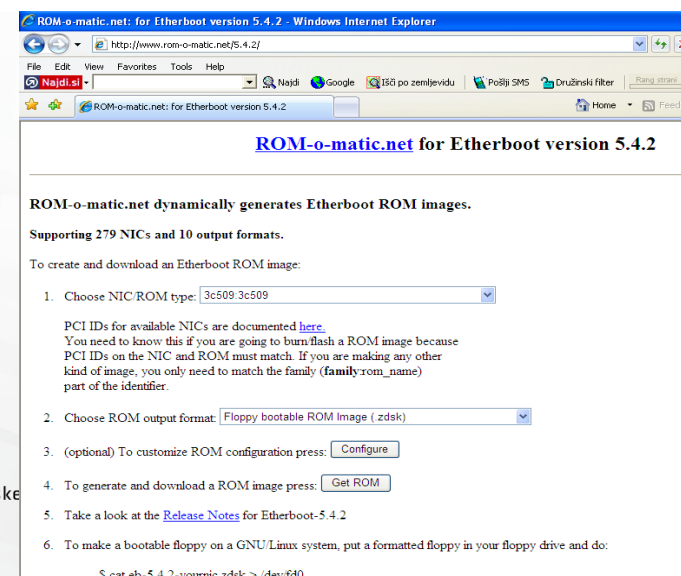 ROM-o-matic.net: for Etherboot version 5.4.2 - Windows Internet Explorer
http://www.rom-o-matic.net/5.4.2/
File Edit View Favorites Tools Help
Najdi.si Najdi Google Išči po zemljevidu Pošlji SMS Družinski filter Rang strani
ROM-o-matic.net: for Etherboot version 5.4.2 Home Feed
ROM-o-matic.net for Etherboot version 5.4.2
ROM-o-matic.net dynamically generates Etherboot ROM images.
Supporting 279 NICs and 10 output formats.
To create and download an Etherboot ROM image:
1. Choose NIC/ROM type: 3c509:3c509
PCI IDs for available NICs are documented here.
You need to know this if you are going to burn/flash a ROM image because
PCI IDs on the NIC and ROM must match. If you are making any other
kind of image, you only need to match the family (family:rom_name)
part of the identifier.
2. Choose ROM output format: Floppy bootable ROM Image (.zdsk)
3. (optional) To customize ROM configuration press: Configure
ske
4. To generate and download a ROM image press: Get ROM
5. Take a look at the Release Notes for Etherboot-5.4.2
6. To make a bootable floppy on a GNU/Linux system, put a formatted floppy in your floppy drive and do:
$ cat eb-5.4.2-yournic.zdsk > /dev/fd0